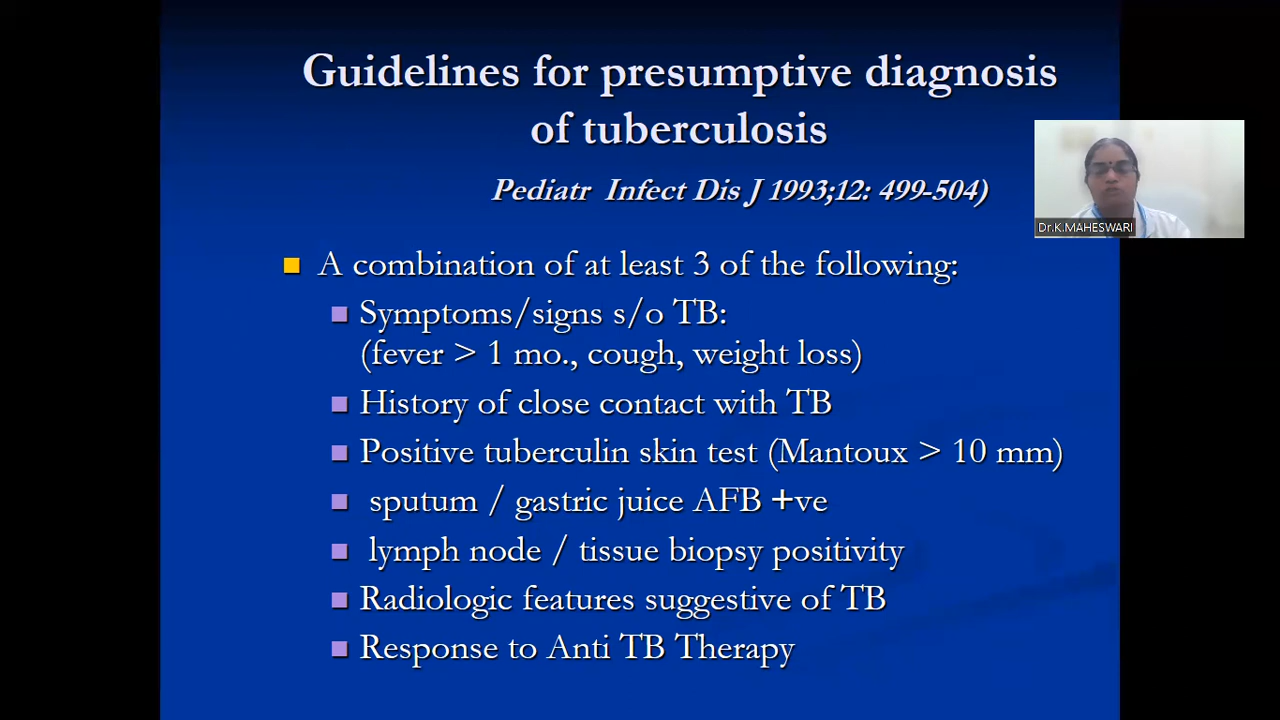 Guidelines for presumptive diagnosis
of tuberculosis
Pediatr Infect Dis J 1993;12: 499-504)
Dr.K.MAHESWARI
A combination of at least 3 of the following:
Symptoms/signs s/o TB:
(fever > 1 mo., cough, weight loss)
History of close contact with TB
Positive tuberculin skin test (Mantoux > 10 mm)
sputum / gastric juice AFB +ve
lymph node / tissue biopsy positivity
Radiologic features suggestive of TB
Response to Anti TB Therapy